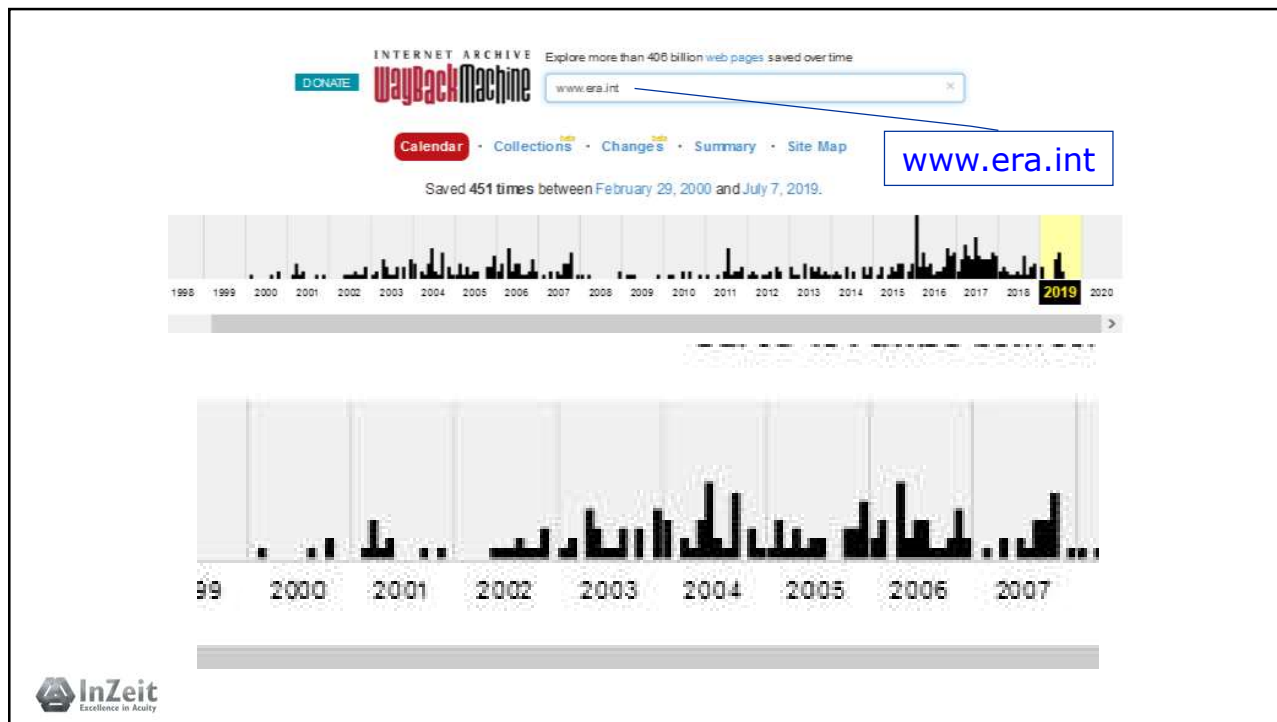 INTERNET ARCHIVE
WayBackMachine
DONATE
Explore more than 406 billion web pages saved over time
www.era.int ×
www.era.int
Calendar · Collections beta · Changes beta · Summary · Site Map
Saved 451 times between February 29, 2000 and July 7, 2019.
1998 1999 2000 2001 2002 2003 2004 2005 2006 2007 2008 2009 2010 2011 2012 2013 2014 2015 2016 2017 2018 2019 2020
99 2000 2001 2002 2003 2004 2005 2006 2007
InZeit
Excellence in Acuity